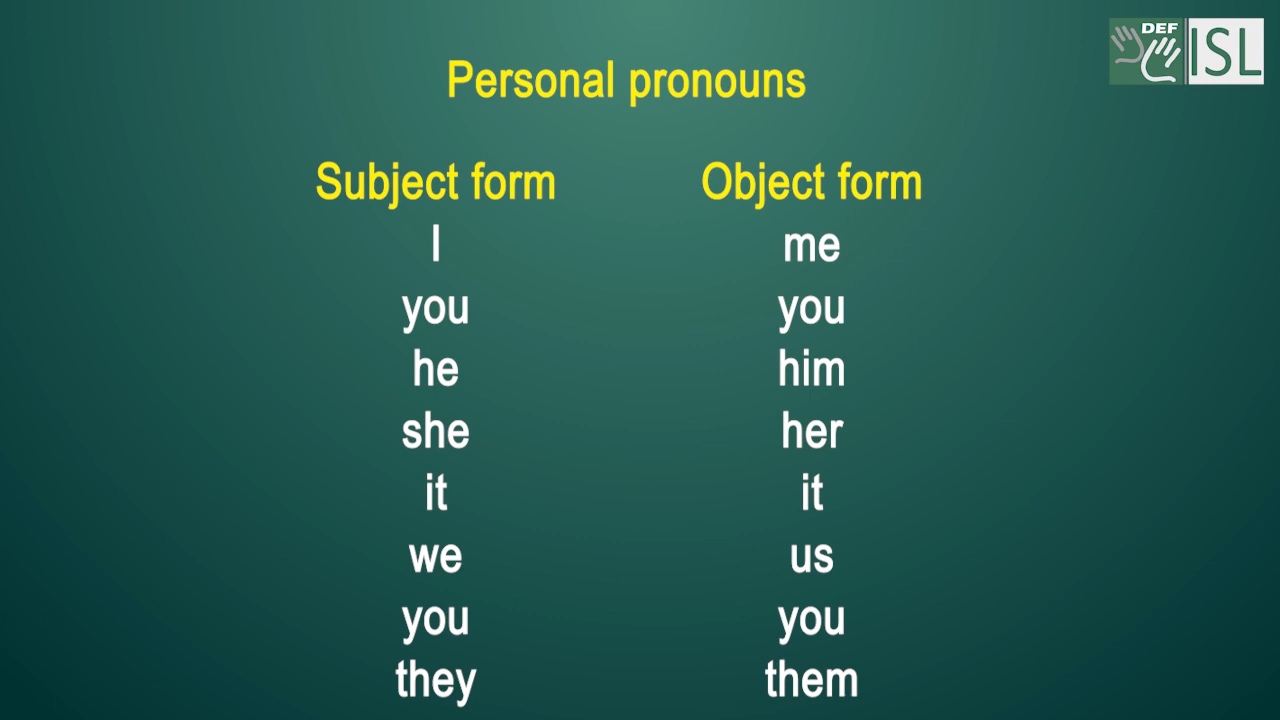 DEF
ISL
Personal pronouns
Subject form Object form
I me
you you
he him
she her
it it
we us
you you
they them